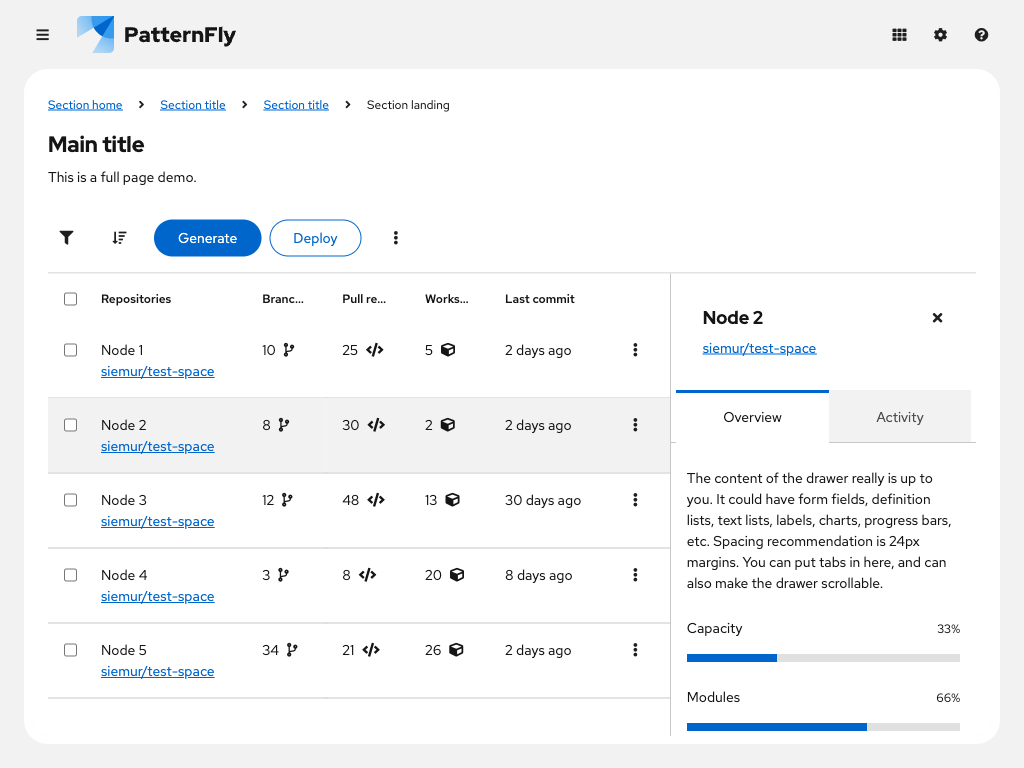 PatternFly
Section home Section title Section title Section landing
Main title
This is a full page demo.
Generate Deploy
Repositories Branc... Pull re... Works... Last commit
Node 1 10 25 5 2 days ago
siemur/test-space
Node 2 8 30 2 2 days ago
siemur/test-space
Node 3 12 48 13 30 days ago
siemur/test-space
Node 4 3 8 20 8 days ago
siemur/test-space
Node 5 34 21 26 2 days ago
siemur/test-space
Node 2
siemur/test-space
Overview Activity
The content of the drawer really is up to
you. It could have form fields, definition
lists, text lists, labels, charts, progress bars,
etc. Spacing recommendation is 24px
margins. You can put tabs in here, and can
also make the drawer scrollable.
Capacity 33%
Modules 66%